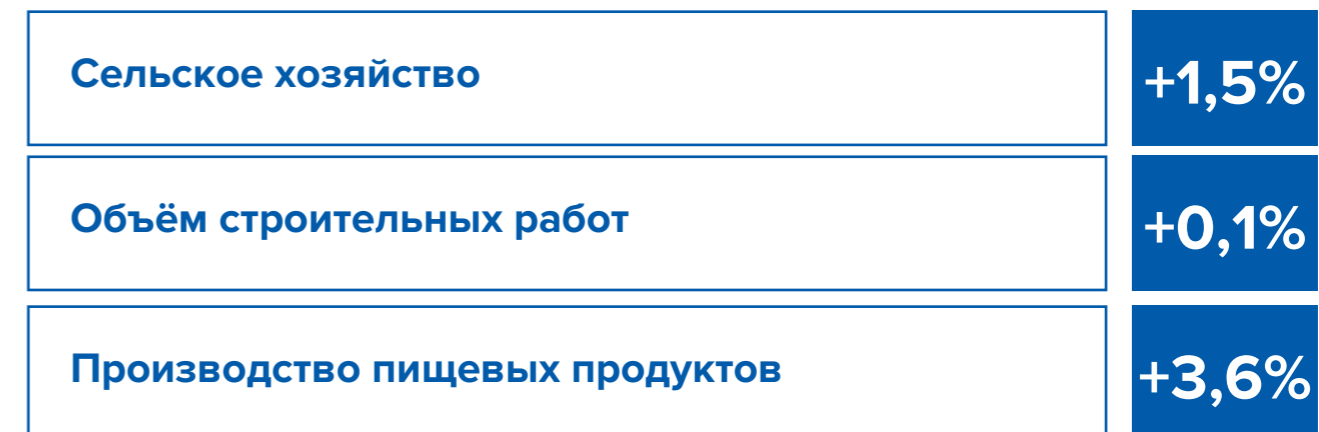 Сельское хозяйство
+1,5%
Объём строительных работ
+0,1%
Производство пищевых продуктов
+3,6%